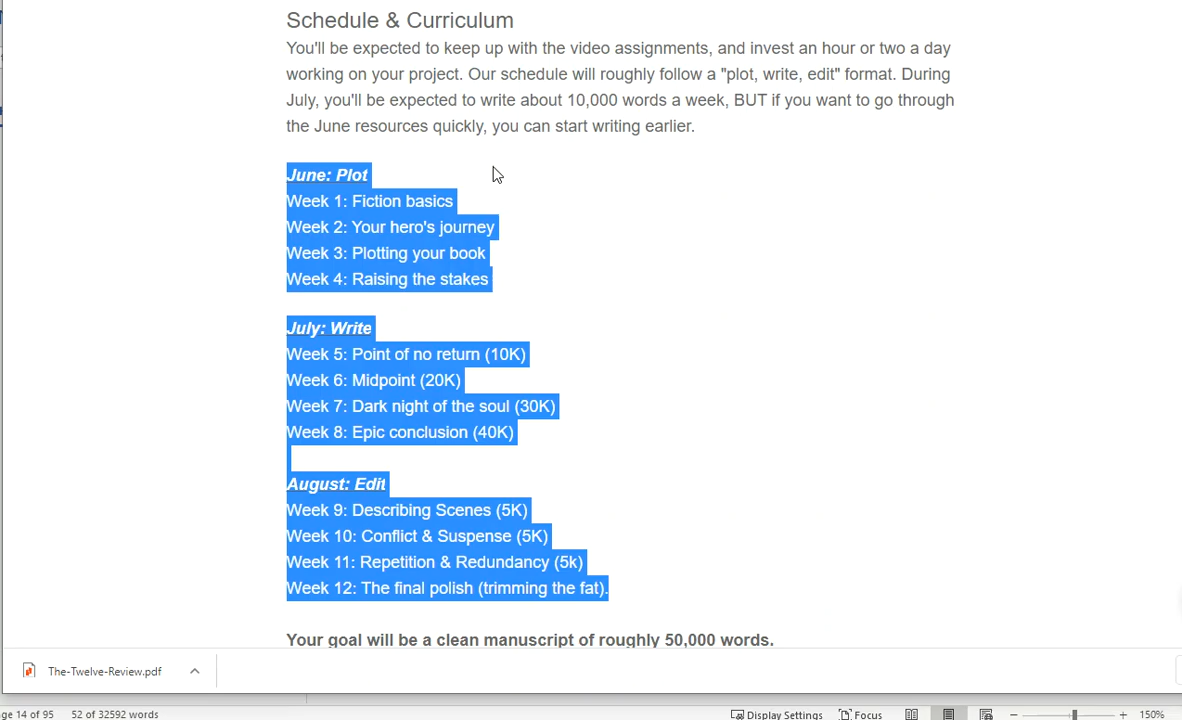 Schedule & Curriculum
You'll be expected to keep up with the video assignments, and invest an hour or two a day
working on your project. Our schedule will roughly follow a "plot, write, edit" format. During
July, you'll be expected to write about 10,000 words a week, BUT if you want to go through
the June resources quickly, you can start writing earlier.
June: Plot
Week 1: Fiction basics
Week 2: Your hero's journey
Week 3: Plotting your book
Week 4: Raising the stakes
July: Write
Week 5: Point of no return (10K)
Week 6: Midpoint (20K)
Week 7: Dark night of the soul (30K)
Week 8: Epic conclusion (40K)
August: Edit
Week 9: Describing Scenes (5K)
Week 10: Conflict & Suspense (5K)
Week 11: Repetition & Redundancy (5k)
Week 12: The final polish (trimming the fat).
Your goal will be a clean manuscript of roughly 50,000 words.
The-Twelve-Review.pdf
ge 14 of 95 52 of 32592 words Display Settings Focus 150%